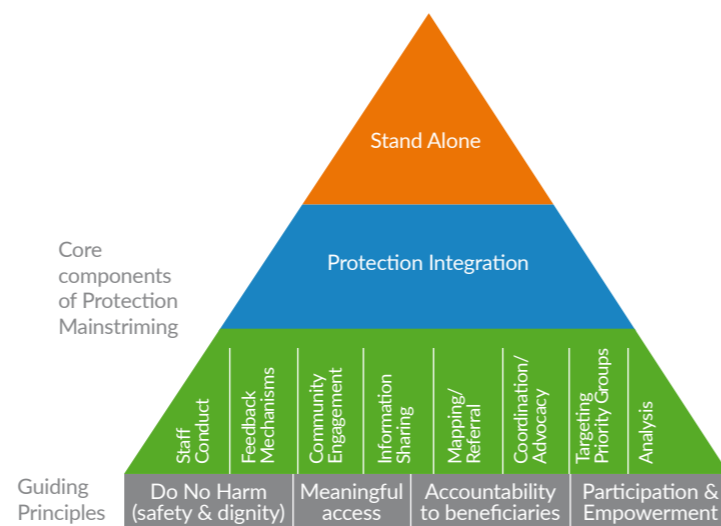 Stand Alone
Protection Integration
Core
components
of Protection
Mainstriming
Staff
Conduct
Feedback
Mechanisms
Community
Engagement
Information
Sharing
Mapping/
Referral
Coordination/
Advocacy
Targeting
Priority Groups
Analysis
Guiding
Principles
Do No Harm
(safety & dignity)
Meaningful
access
Accountability
to beneficiaries
Participation &
Empowerment